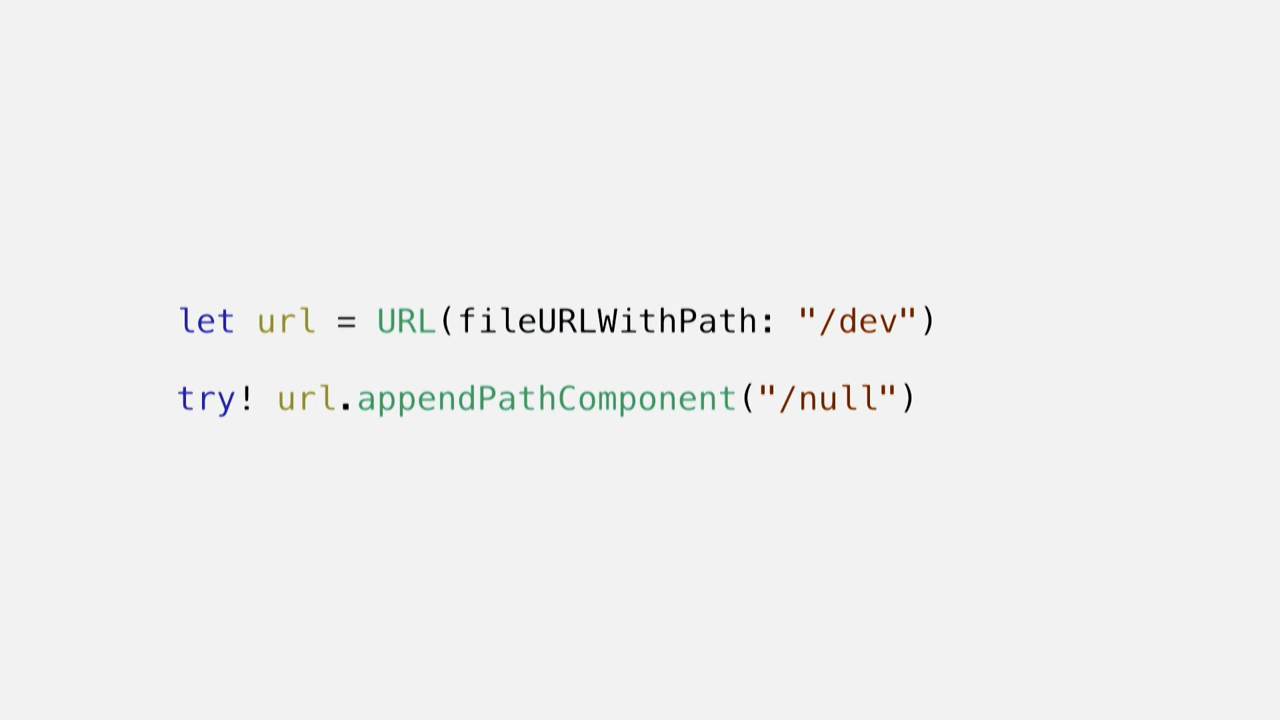 let url = URL(fileURLWithPath: "/dev")
try! url.appendPathComponent("/null")